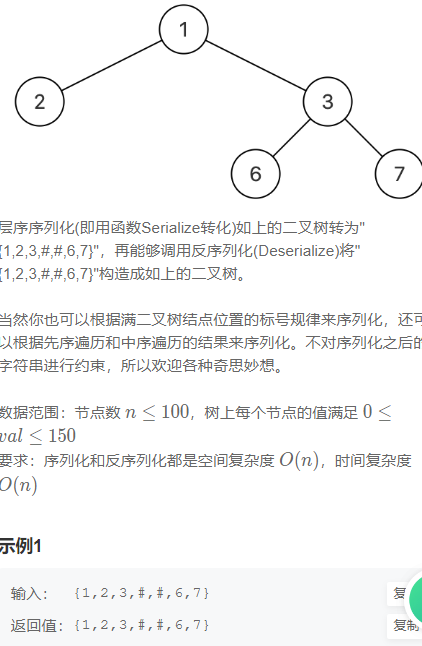 1
2
3
6
7
层序序列化(即用函数Serialize转化)如上的二叉树转为"
{1,2,3,#,#,6,7}"，再能够调用反序列化(Deserialize)将"
{1,2,3,#,#,6,7}"构造成如上的二叉树。
当然你也可以根据满二叉树结点位置的标号规律来序列化，还可
以根据先序遍历和中序遍历的结果来序列化。不对序列化之后的
字符串进行约束，所以欢迎各种奇思妙想。
数据范围：节点数 n ≤ 100，树上每个节点的值满足 0 ≤
val ≤ 150
要求：序列化和反序列化都是空间复杂度 O(n)，时间复杂度
O(n)
示例1
输入： {1,2,3,#,#,6,7} 复
返回值： {1,2,3,#,#,6,7} 复制